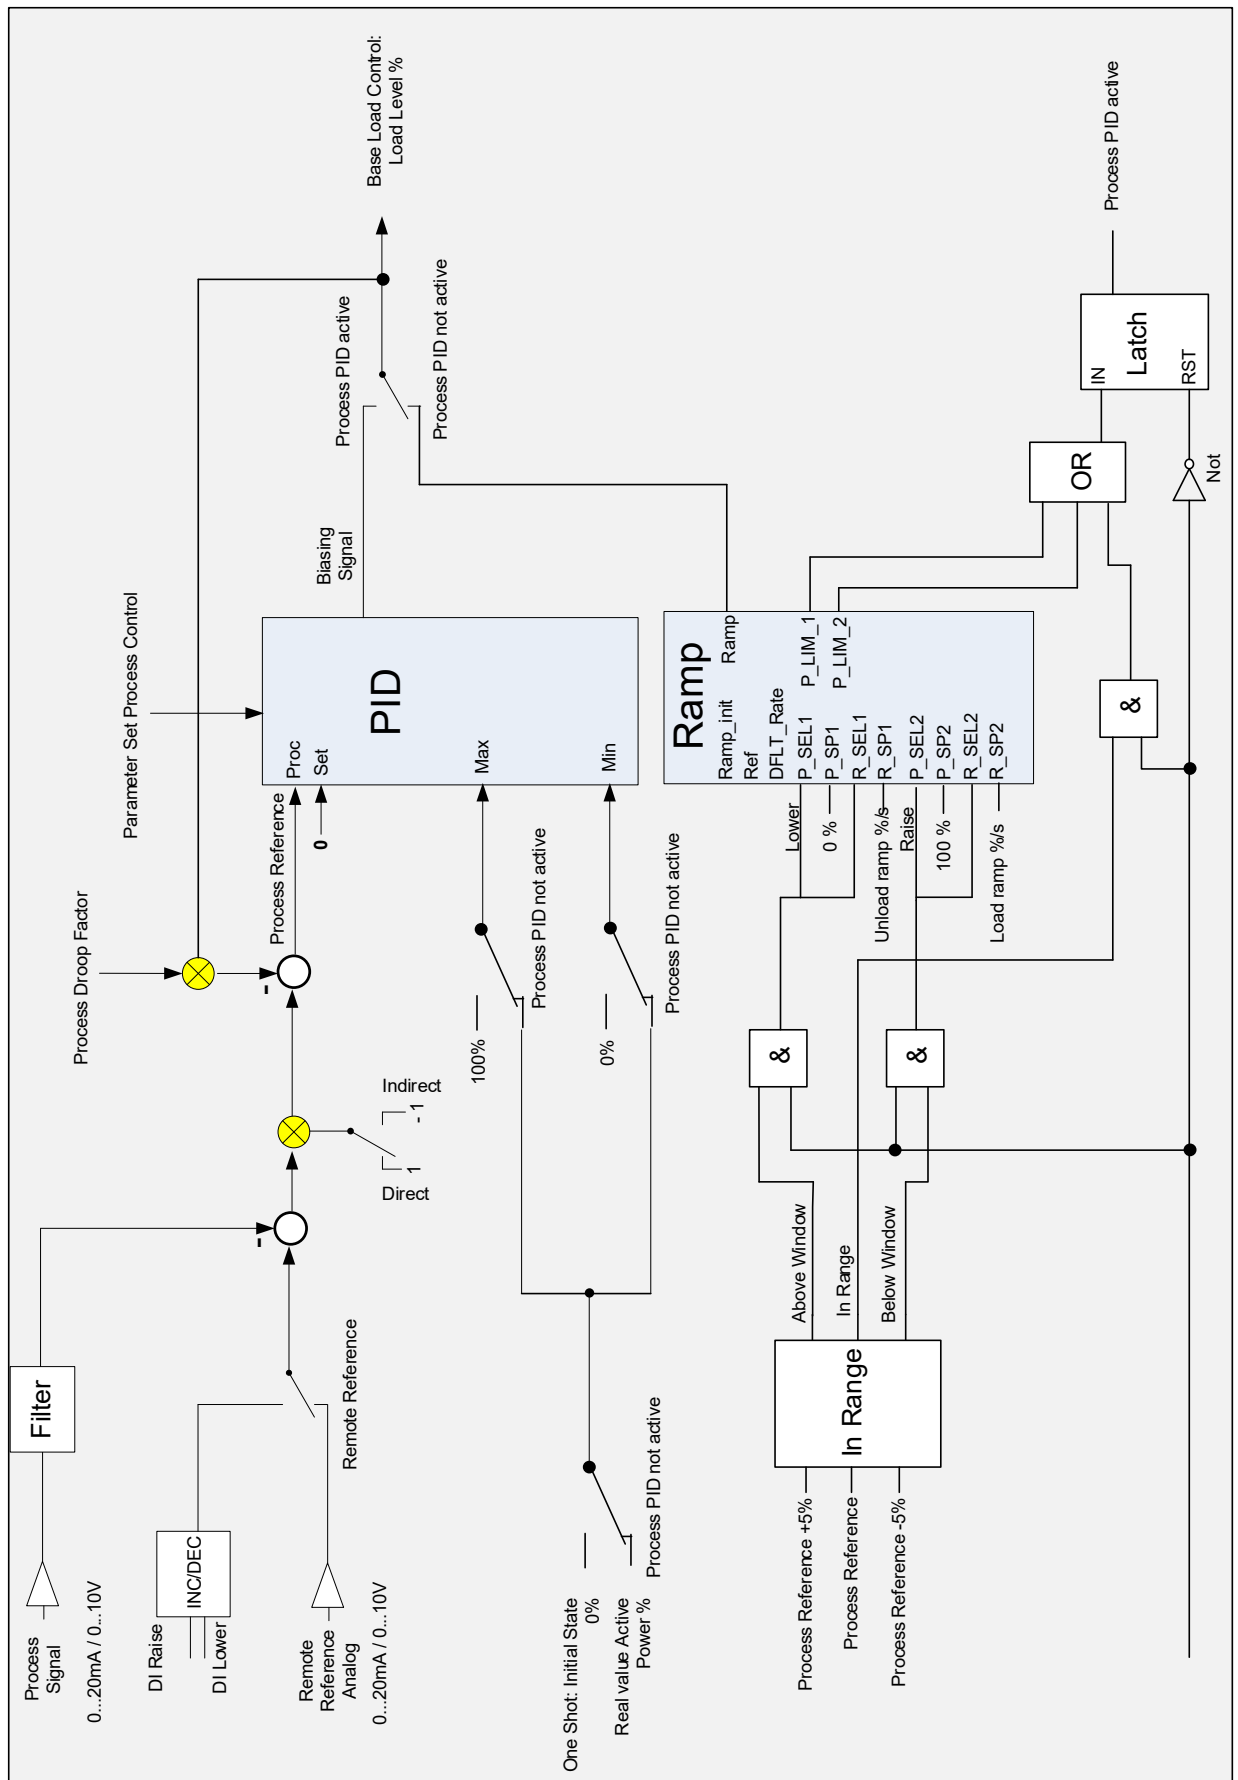 Process
Signal
0...20mA / 0...10V
Filter
DI Raise
DI Lower
INC/DEC
Remote
Reference
Analog
0...20mA / 0...10V
Remote Reference
-
Direct
1
Indirect
- 1
Process Droop Factor
-
Process Reference
0
Parameter Set Process Control
Proc
Set
PID
Max
Min
Biasing
Signal
Process PID active
Process PID not active
Base Load Control:
Load Level %
One Shot: Initial State
0%
Real value Active
Power %
Process PID not active
100%
Process PID not active
0%
Process PID not active
Process Reference +5%
Process Reference
Process Reference -5%
In Range
Above Window
In Range
Below Window
&
&
Lower
0 %
Unload ramp %/s
Raise
100 %
Load ramp %/s
Ramp
Ramp_init
Ref
DFLT_Rate
P_SEL1
P_SP1
R_SEL1
R_SP1
P_SEL2
P_SP2
R_SEL2
R_SP2
Ramp
P_LIM_1
P_LIM_2
&
OR
Not
IN
Latch
RST
Process PID active